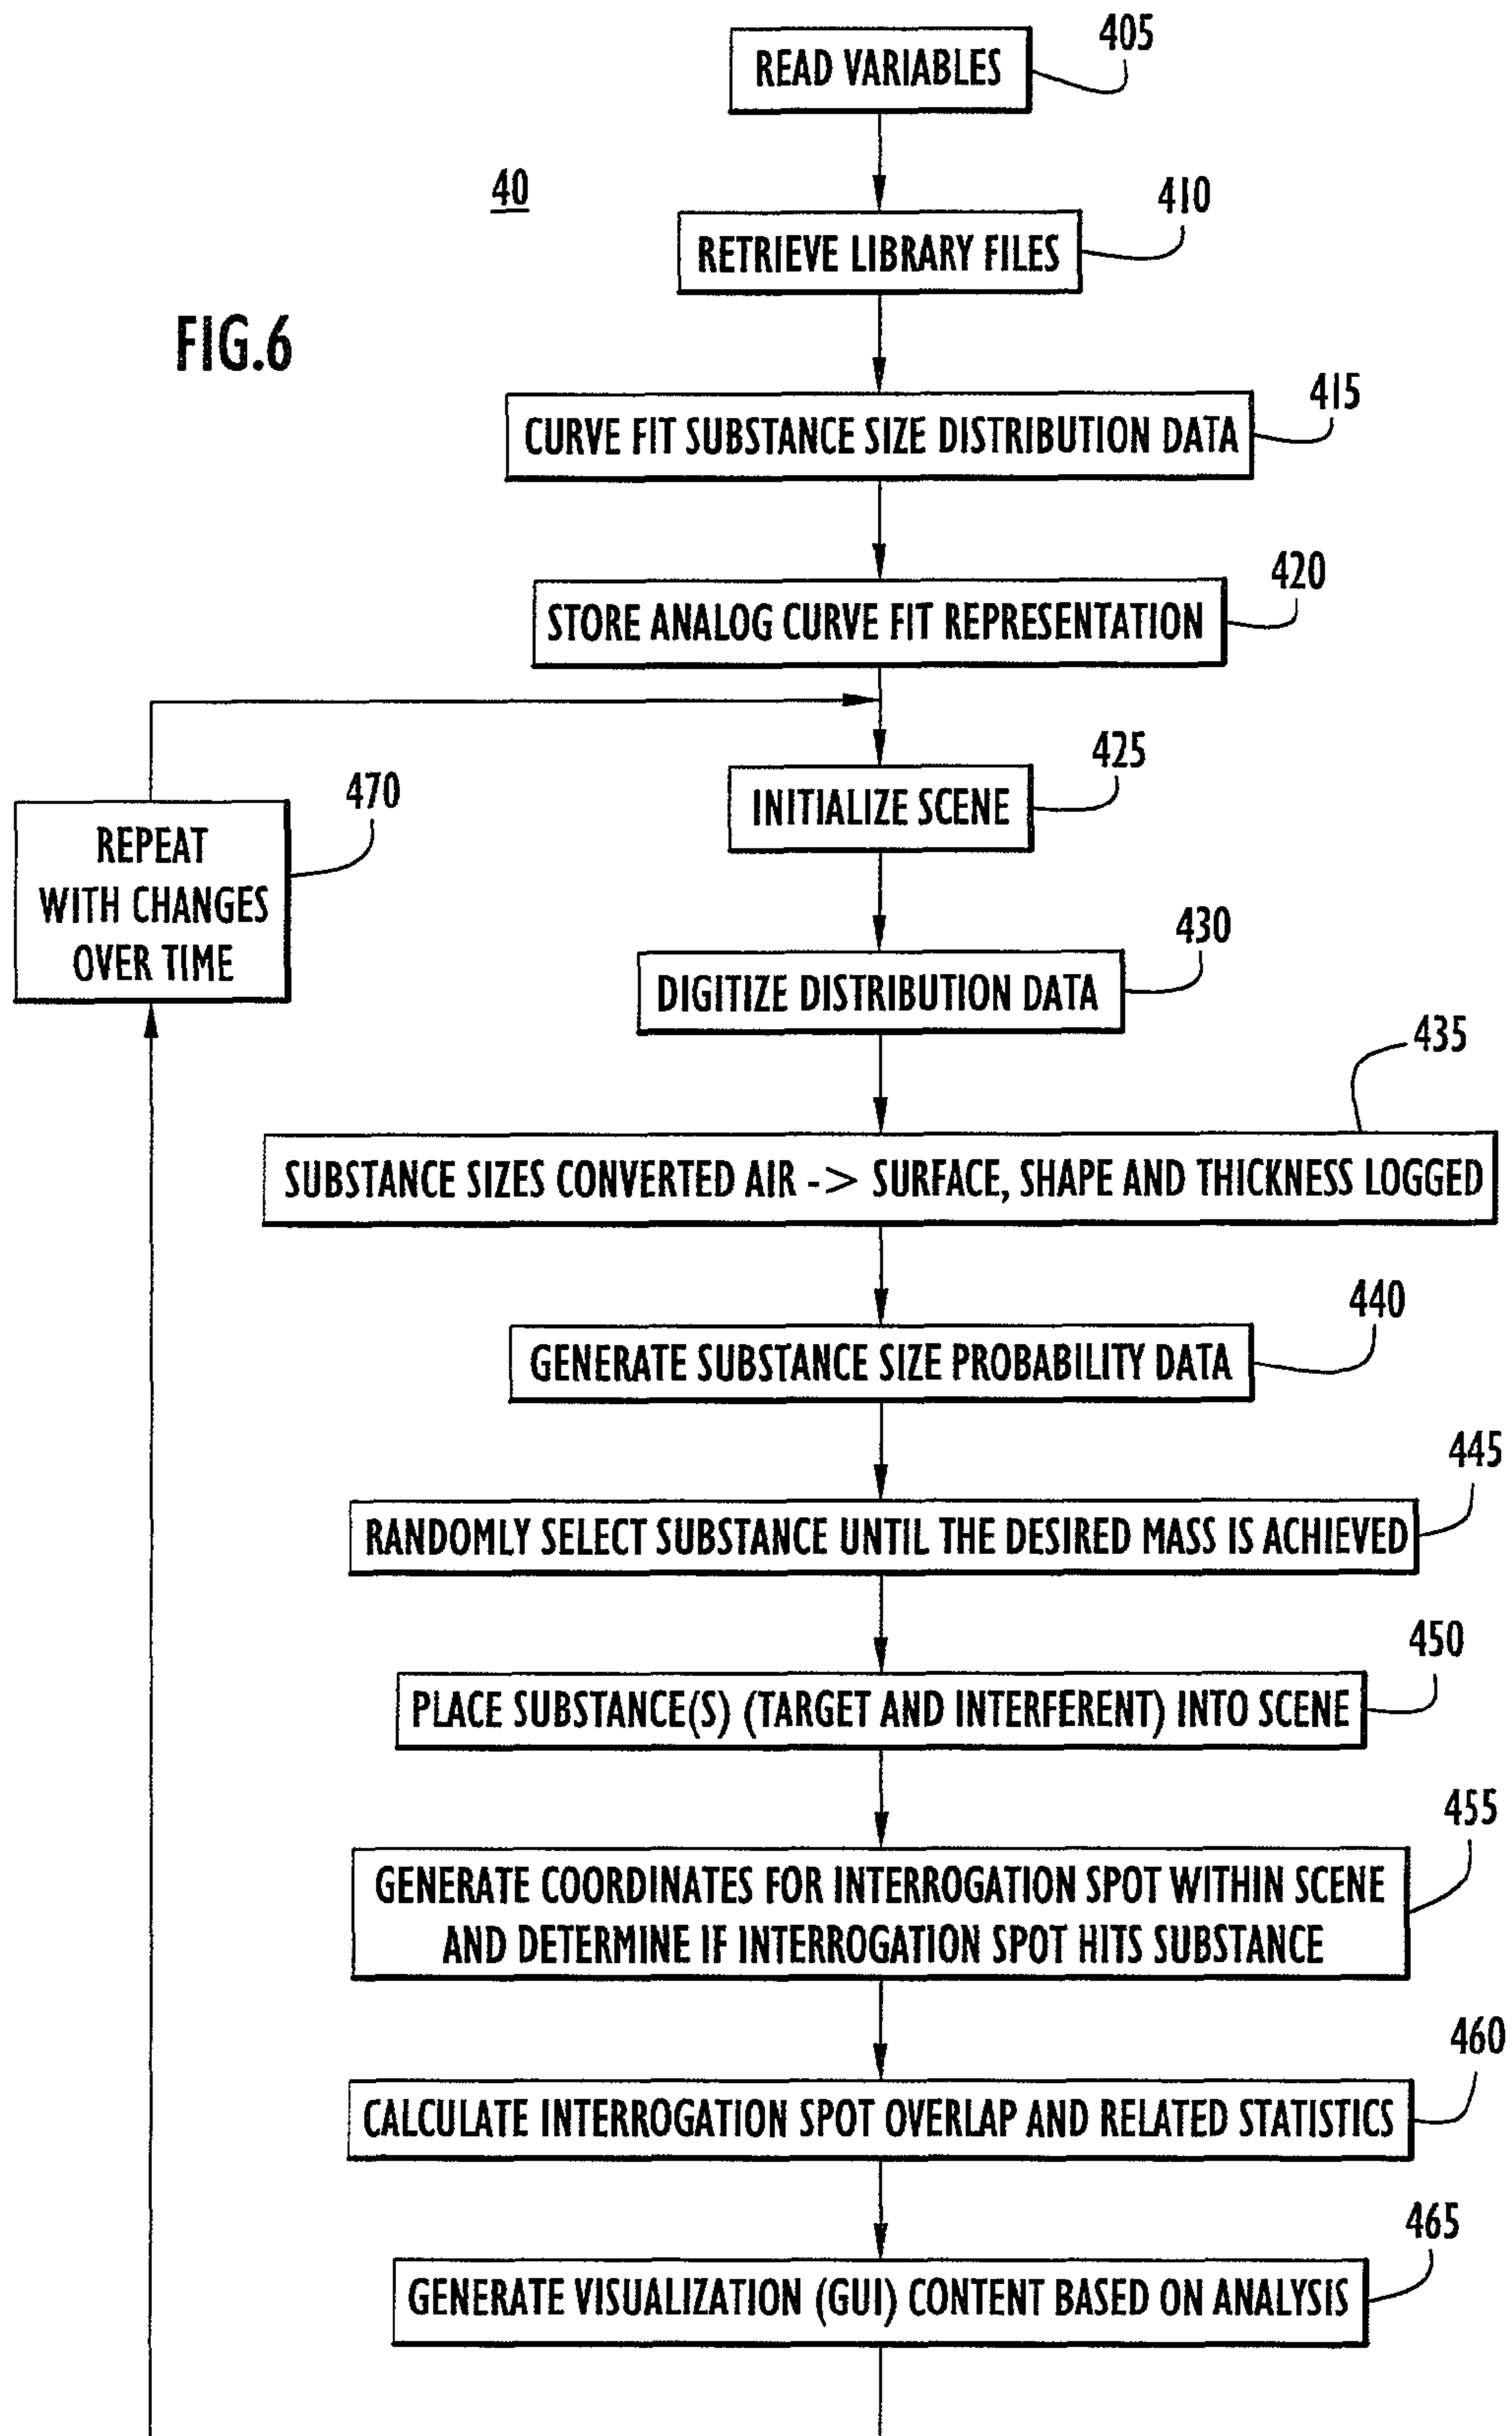 READ VARIABLES
405
40
RETRIEVE LIBRARY FILES
410
FIG.6
CURVE FIT SUBSTANCE SIZE DISTRIBUTION DATA
415
STORE ANALOG CURVE FIT REPRESENTATION
420
INITIALIZE SCENE
425
REPEAT
WITH CHANGES
OVER TIME
470
DIGITIZE DISTRIBUTION DATA
430
SUBSTANCE SIZES CONVERTED AIR -> SURFACE, SHAPE AND THICKNESS LOGGED
435
GENERATE SUBSTANCE SIZE PROBABILITY DATA
440
RANDOMLY SELECT SUBSTANCE UNTIL THE DESIRED MASS IS ACHIEVED
445
PLACE SUBSTANCE(S) (TARGET AND INTERFERENT) INTO SCENE
450
GENERATE COORDINATES FOR INTERROGATION SPOT WITHIN SCENE
AND DETERMINE IF INTERROGATION SPOT HITS SUBSTANCE
455
CALCULATE INTERROGATION SPOT OVERLAP AND RELATED STATISTICS
460
GENERATE VISUALIZATION (GUI) CONTENT BASED ON ANALYSIS
465